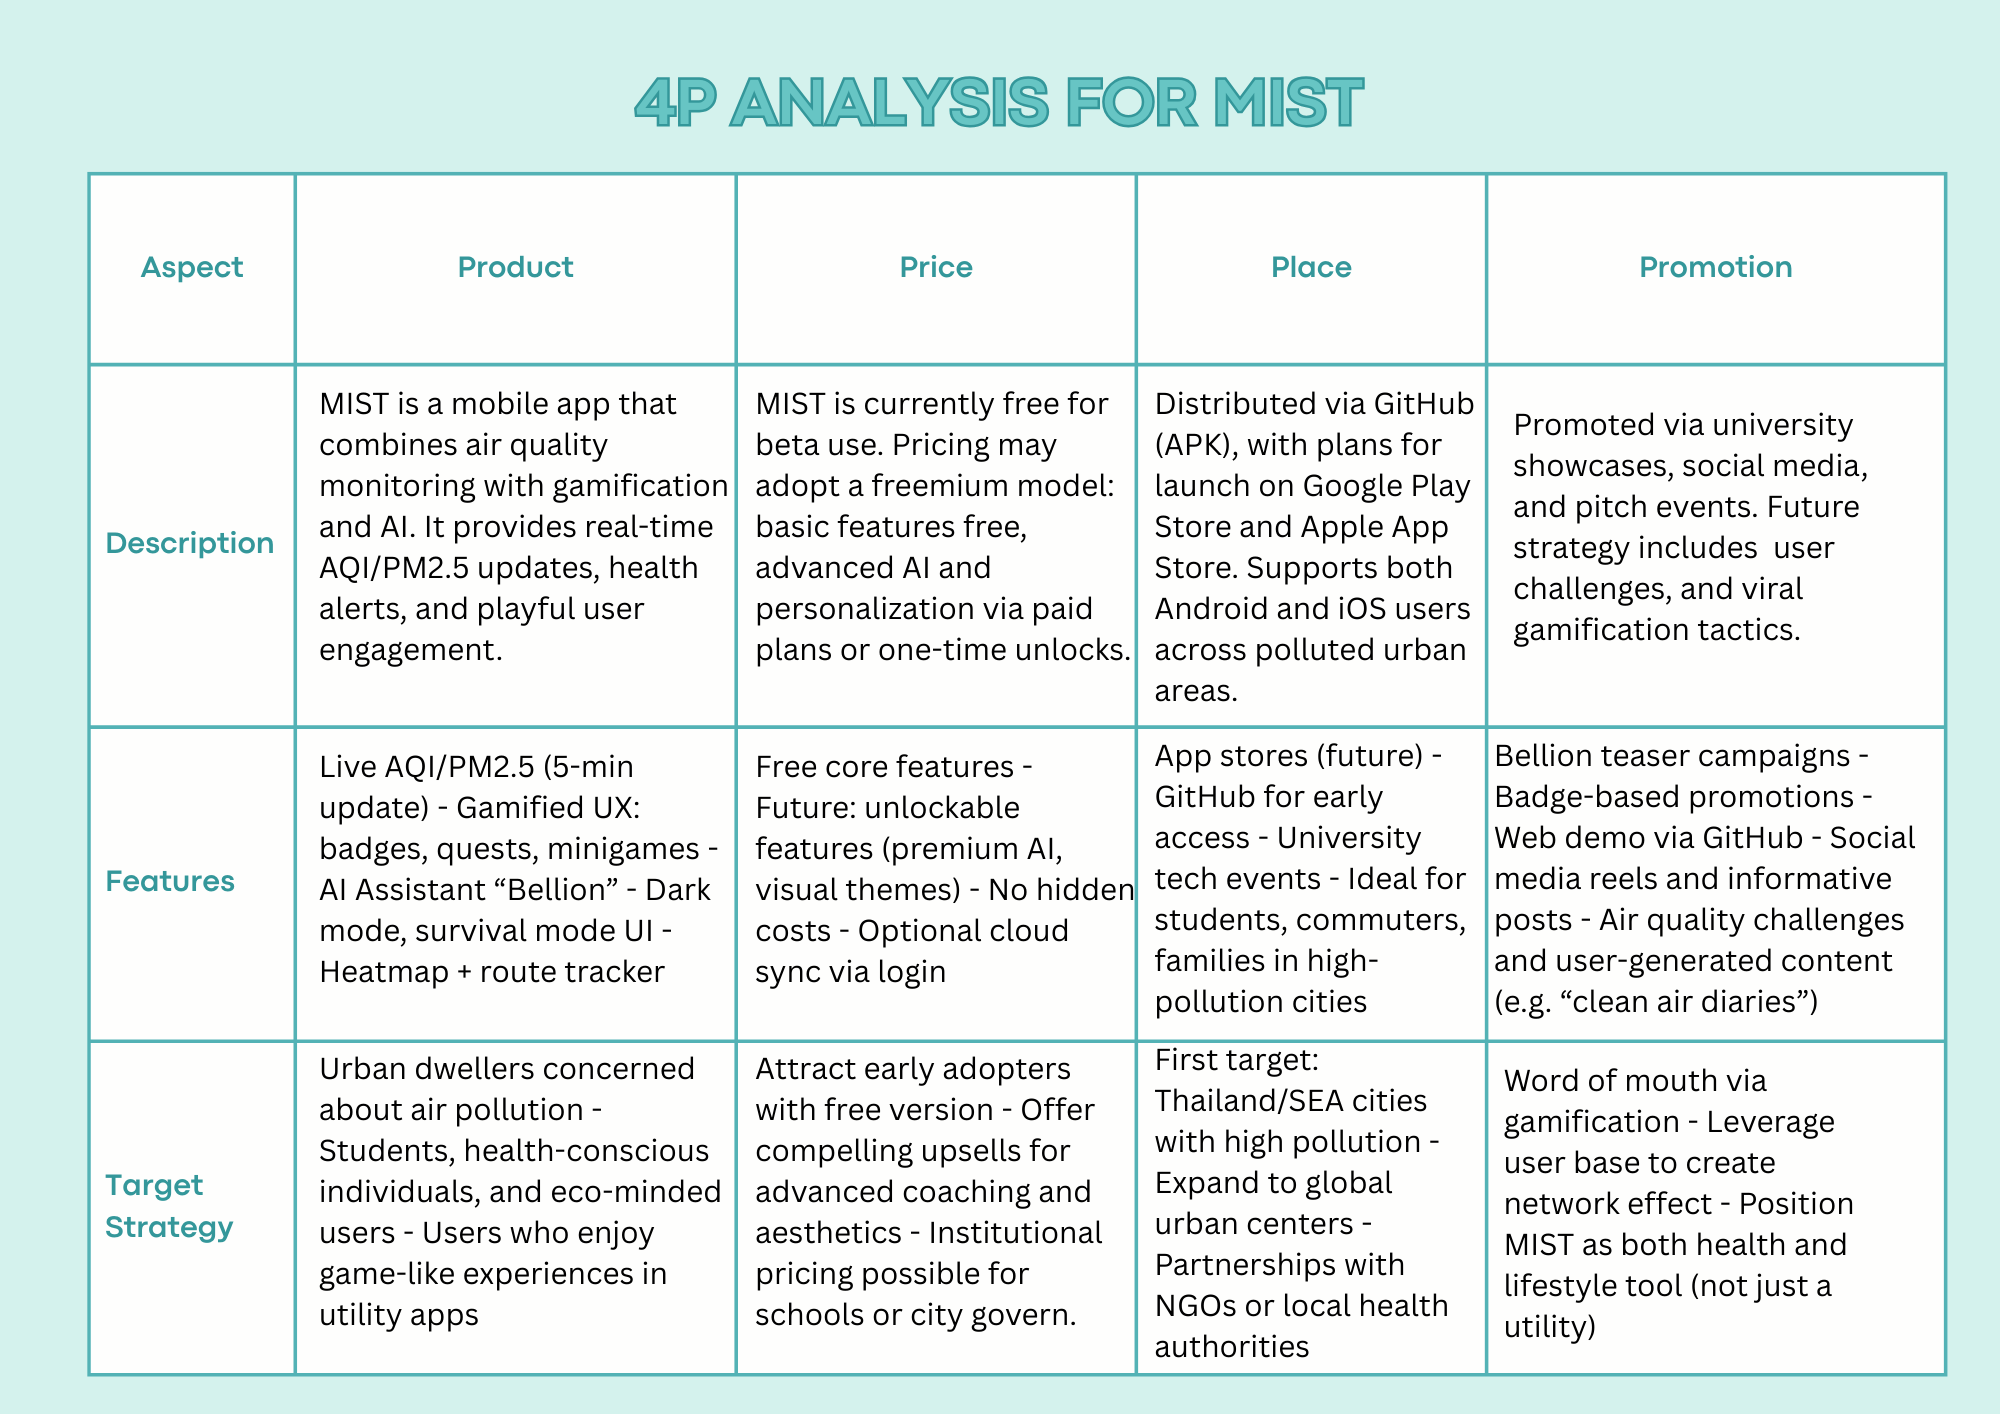 4P ANALYSIS FOR MIST
Aspect
Product
Price
Place
Promotion
Description
MIST is a mobile app that
combines air quality
monitoring with gamification
and AI. It provides real-time
AQI/PM2.5 updates, health
alerts, and playful user
engagement.
MIST is currently free for
beta use. Pricing may
adopt a freemium model:
basic features free,
advanced AI and
personalization via paid
plans or one-time unlocks.
Distributed via GitHub
(APK), with plans for
launch on Google Play
Store and Apple App
Store. Supports both
Android and iOS users
across polluted urban
areas.
Promoted via university
showcases, social media,
and pitch events. Future
strategy includes  user
challenges, and viral
gamification tactics.
Features
Live AQI/PM2.5 (5-min
update) - Gamified UX:
badges, quests, minigames -
AI Assistant “Bellion” - Dark
mode, survival mode UI -
Heatmap + route tracker
Free core features -
Future: unlockable
features (premium AI,
visual themes) - No hidden
costs - Optional cloud
sync via login
App stores (future) -
GitHub for early
access - University
tech events - Ideal for
students, commuters,
families in high-
pollution cities
Bellion teaser campaigns -
Badge-based promotions -
Web demo via GitHub - Social
media reels and informative
posts - Air quality challenges
and user-generated content
(e.g. “clean air diaries”)
Target
Strategy
Urban dwellers concerned
about air pollution -
Students, health-conscious
individuals, and eco-minded
users - Users who enjoy
game-like experiences in
utility apps
Attract early adopters
with free version - Offer
compelling upsells for
advanced coaching and
aesthetics - Institutional
pricing possible for
schools or city govern.
First target:
Thailand/SEA cities
with high pollution -
Expand to global
urban centers -
Partnerships with
NGOs or local health
authorities
Word of mouth via
gamification - Leverage
user base to create
network effect - Position
MIST as both health and
lifestyle tool (not just a
utility)